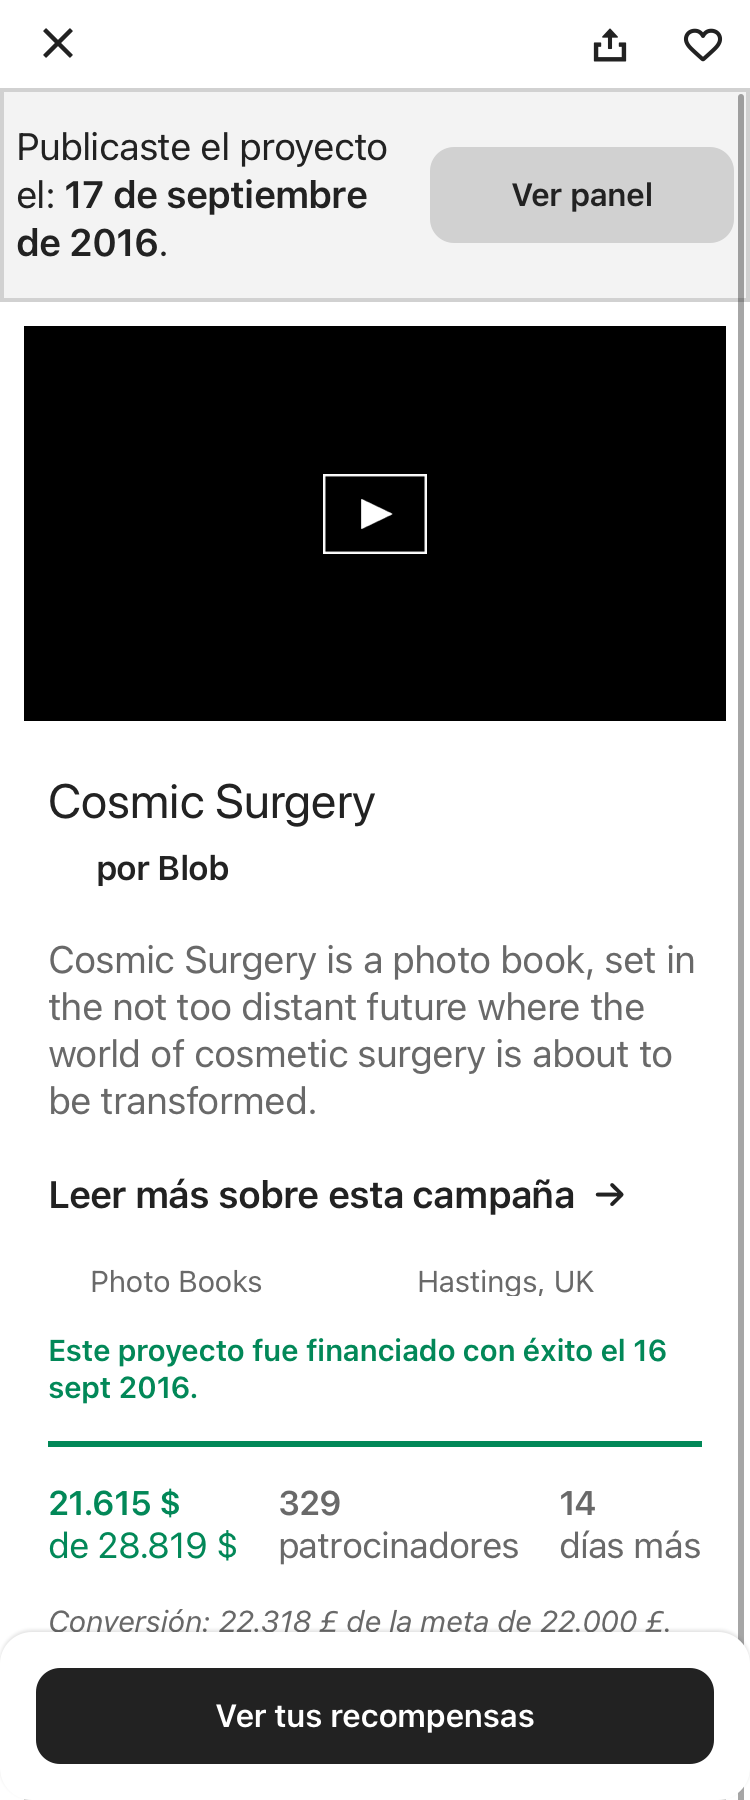 Publicaste el proyecto
el: 17 de septiembre
de 2016.
Ver panel
Cosmic Surgery
por Blob
Cosmic Surgery is a photo book, set in
the not too distant future where the
world of cosmetic surgery is about to
be transformed.
Leer más sobre esta campaña →
Photo Books
Hastings, UK
Este proyecto fue financiado con éxito el 16
sept 2016.
21.615 $
de 28.819 $
329
patrocinadores
14
días más
Conversión: 22.318 £ de la meta de 22.000 £.
Ver tus recompensas